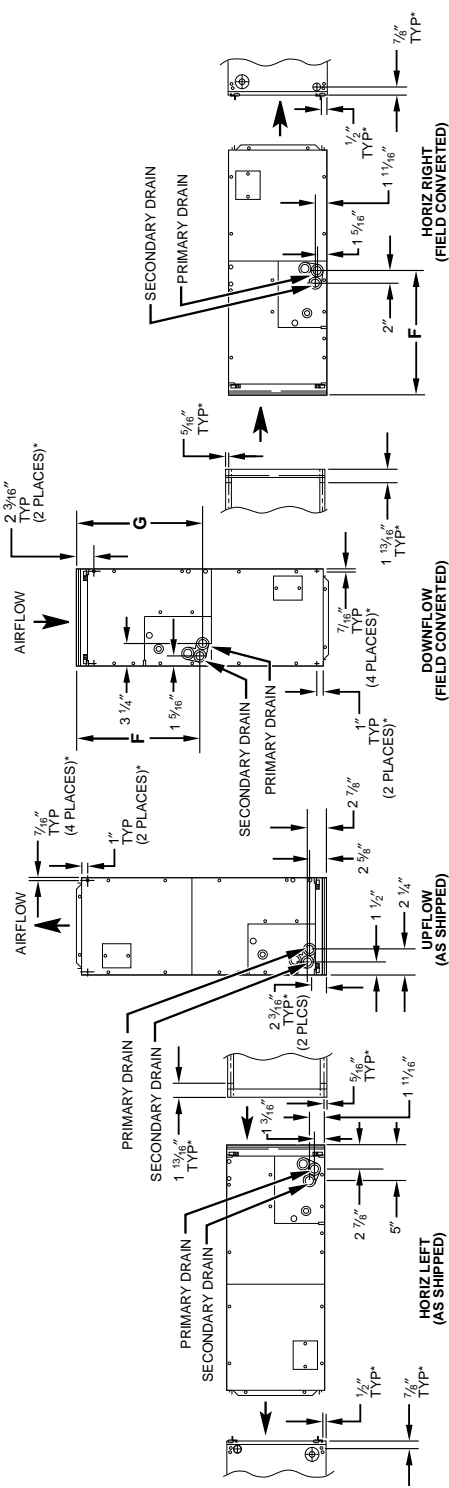 1/2″
TYP*
7/8″
TYP*
HORIZ LEFT
(AS SHIPPED)
PRIMARY DRAIN
SECONDARY DRAIN
1 13/16″
TYP*
1 3/16″
5/16″
TYP*
1 11/16″
2 7/8″
5″
PRIMARY DRAIN
SECONDARY DRAIN
AIRFLOW
7/16″
TYP
(4 PLACES)*
1″
TYP
(2 PLACES)*
2 3/16″
TYP*
(2 PLCS)
1 1/2″
2 1/4″
2 5/8″
2 7/8″
UPFLOW
(AS SHIPPED)
AIRFLOW
2 3/16″
TYP
(2 PLACES)*
F
G
3 1/4″
1 5/16″
SECONDARY DRAIN
PRIMARY DRAIN
1″
TYP
(2 PLACES)*
7/16″
TYP
(4 PLACES)*
DOWNFLOW
(FIELD CONVERTED)
5/16″
TYP*
1 13/16″
TYP*
SECONDARY DRAIN
PRIMARY DRAIN
F
2″
1 5/16″
1 11/16″
1/2″
TYP*
7/8″
TYP*
HORIZ RIGHT
(FIELD CONVERTED)